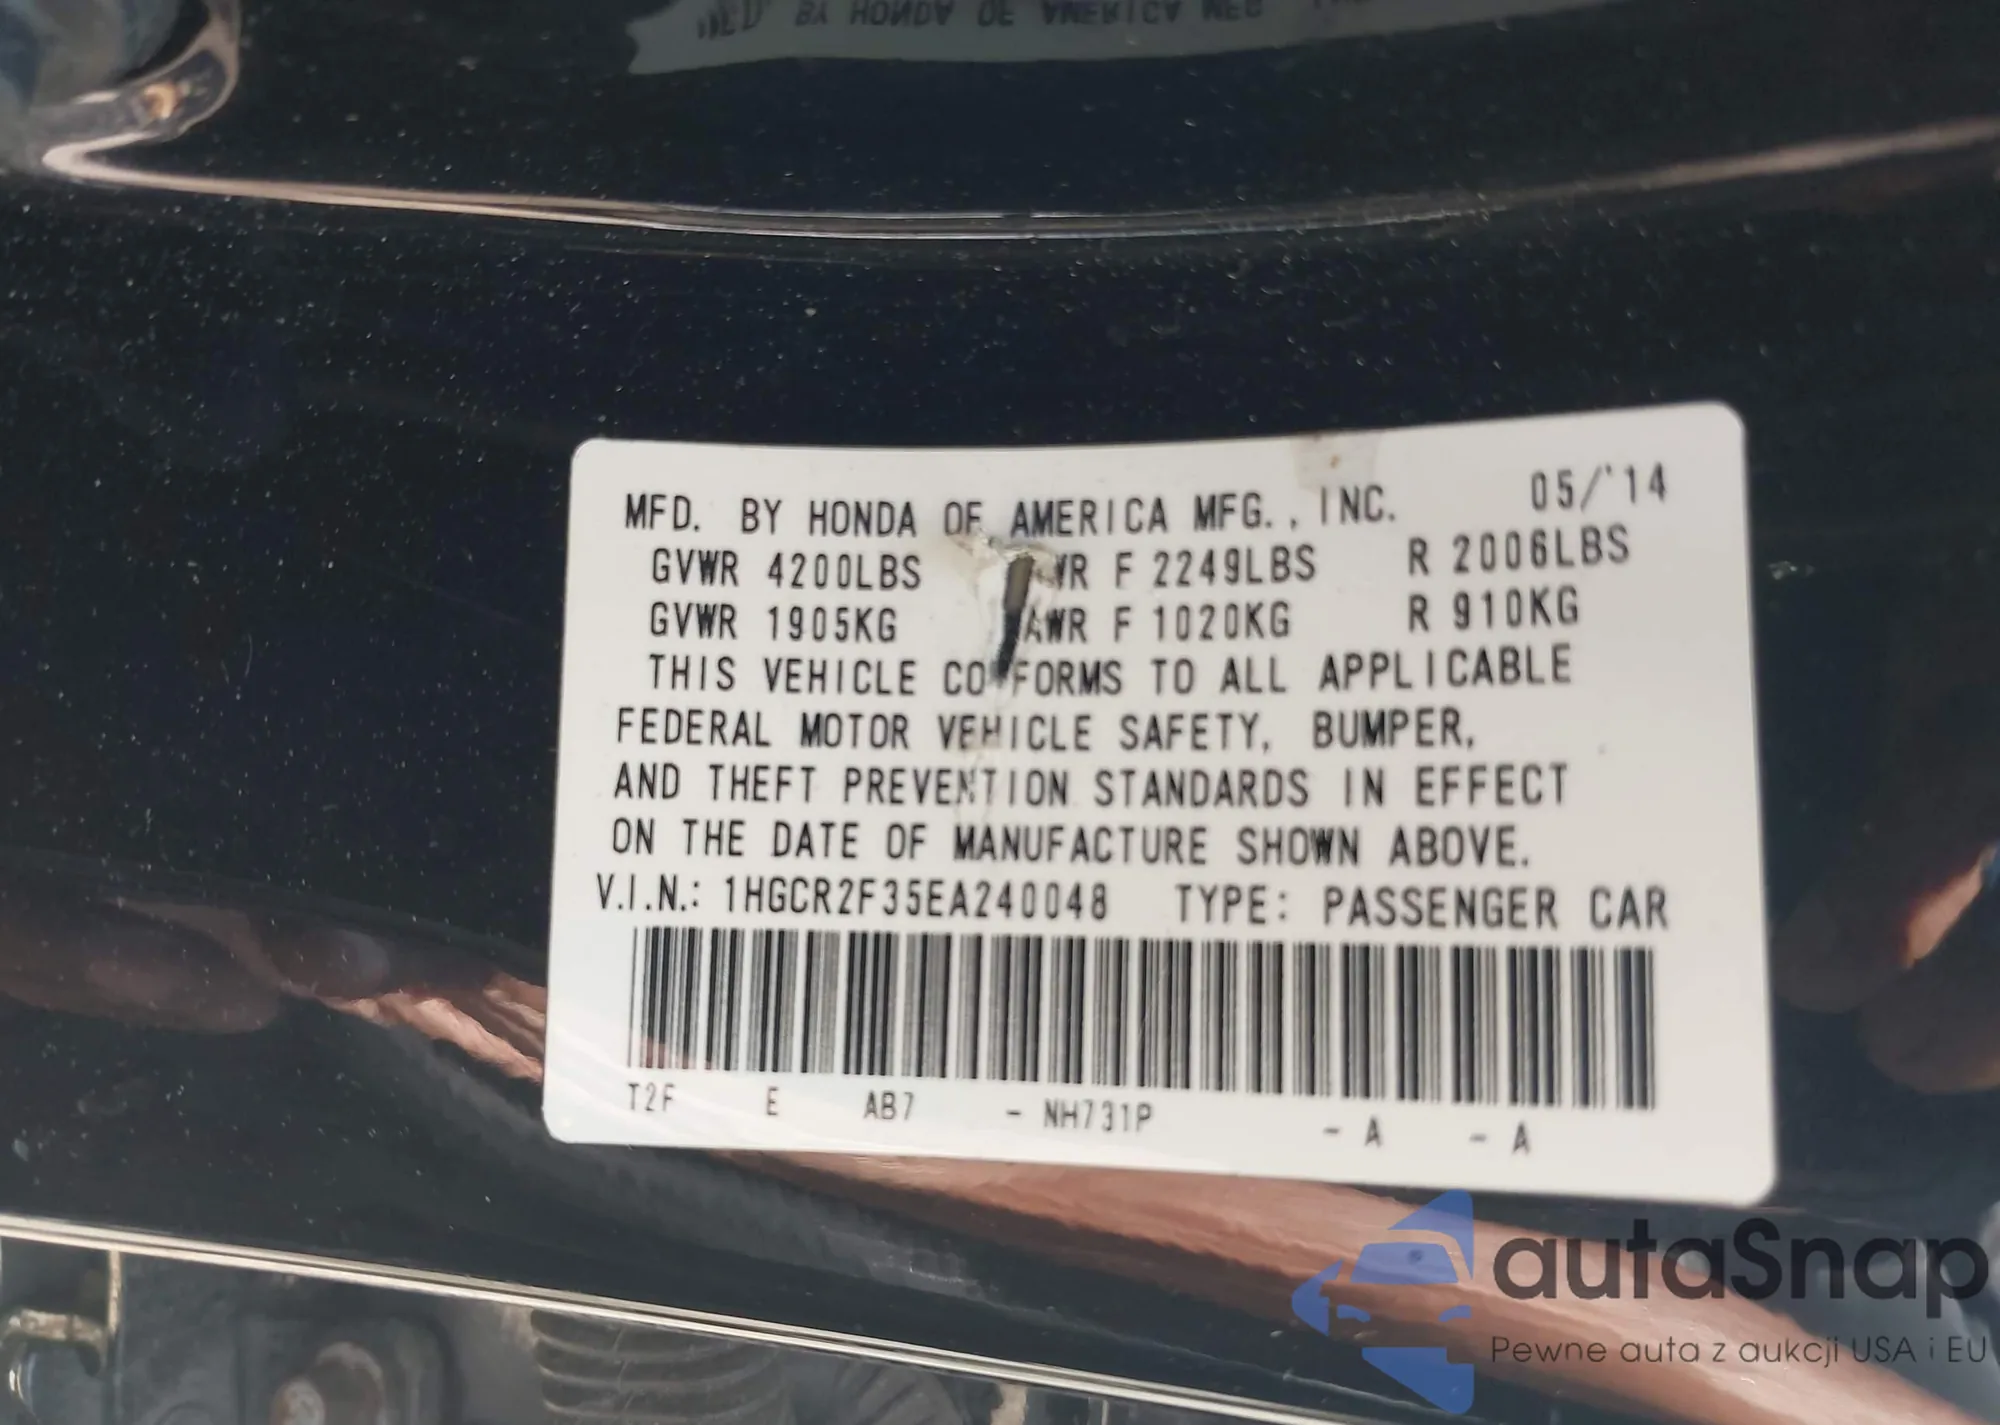 MFD. BY HONDA OF AMERICA MFG., INC. 05/'14
GVWR 4200LBS WR F 2249LBS R 2006LBS
GVWR 1905KG AWR F 1020KG R 910KG
THIS VEHICLE CO FORMS TO ALL APPLICABLE
FEDERAL MOTOR VEHICLE SAFETY, BUMPER,
AND THEFT PREVENTION STANDARDS IN EFFECT
ON THE DATE OF MANUFACTURE SHOWN ABOVE.
V.I.N.: 1HGCR2F35EA240048 TYPE: PASSENGER CAR
T2F E AB7 - NH731P - A - A
autaSnap
Pewne auta z aukcji USA i EU